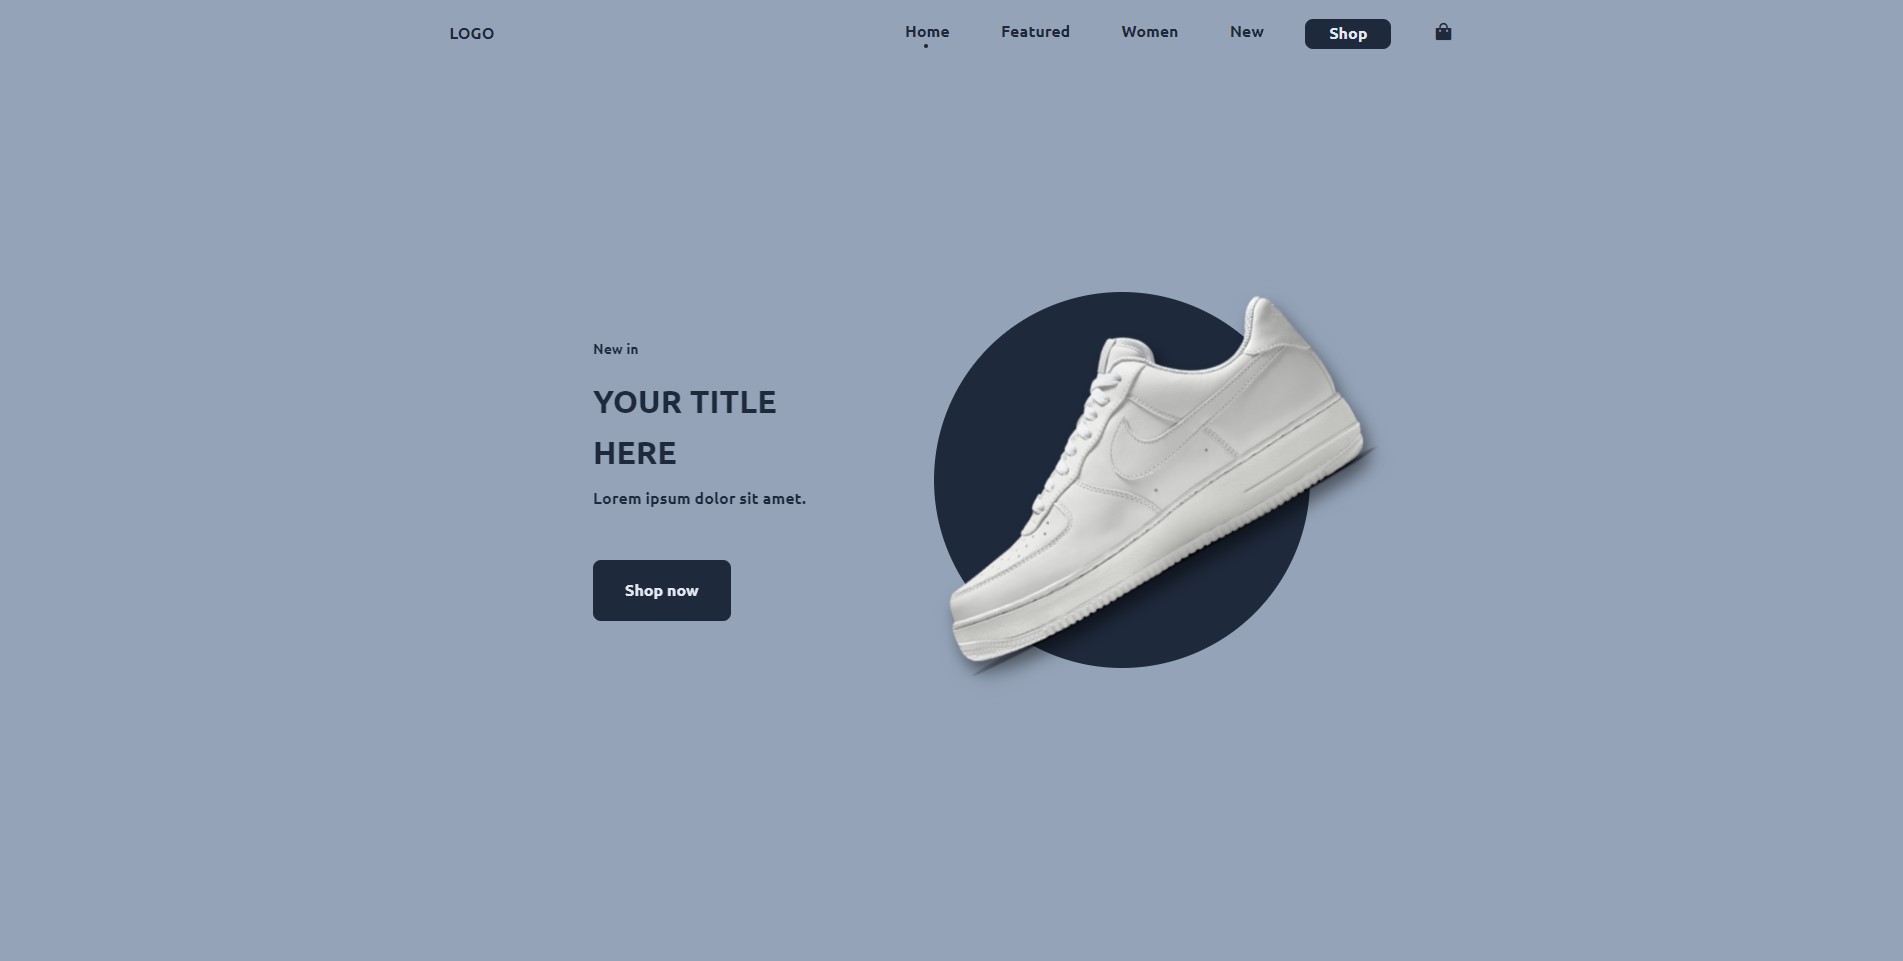 LOGO
Home Featured Women New Shop
New in
YOUR TITLE
HERE
Lorem ipsum dolor sit amet.
Shop now